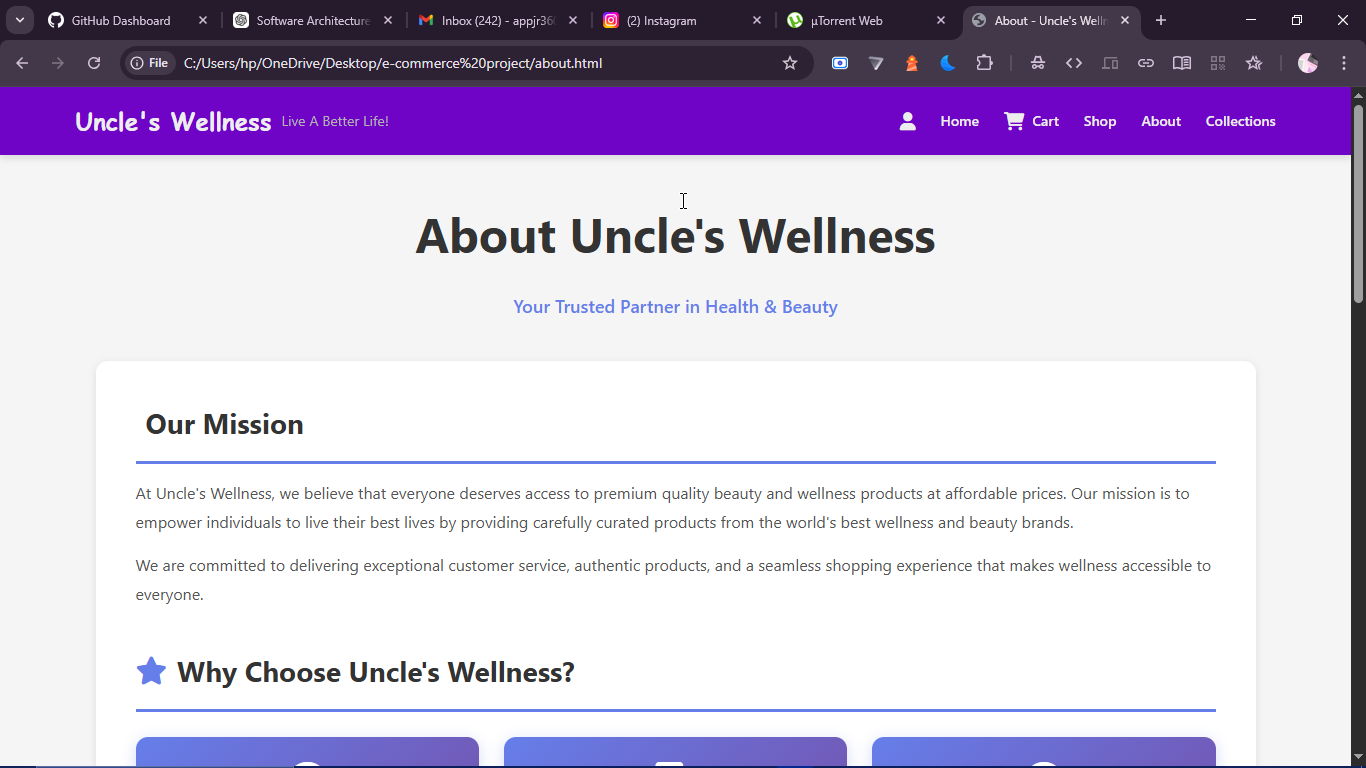 GitHub Dashboard
Software Architecture
Inbox (242) - appjr36
(2) Instagram
µTorrent Web
About - Uncle's Welln
File
C:/Users/hp/OneDrive/Desktop/e-commerce%20project/about.html
Uncle's Wellness Live A Better Life!
Home
Cart
Shop
About
Collections
About Uncle's Wellness
Your Trusted Partner in Health & Beauty
Our Mission
At Uncle's Wellness, we believe that everyone deserves access to premium quality beauty and wellness products at affordable prices. Our mission is to
empower individuals to live their best lives by providing carefully curated products from the world's best wellness and beauty brands.
We are committed to delivering exceptional customer service, authentic products, and a seamless shopping experience that makes wellness accessible to
everyone.
Why Choose Uncle's Wellness?